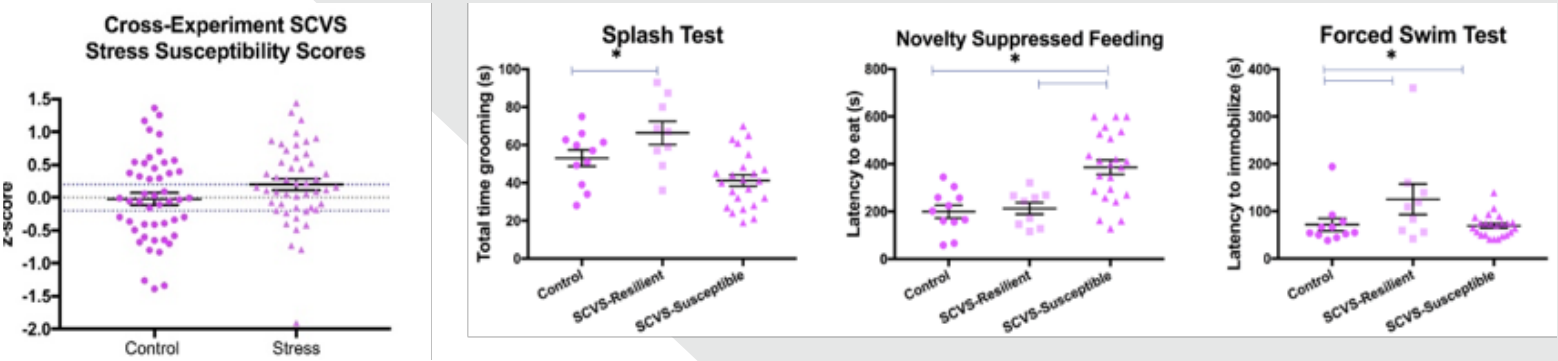 Cross-Experiment SCVS
Stress Susceptibility Scores
z-score
1.5
1.0
0.5
0.0
-0.5
-1.0
-1.5
-2.0
Control
Stress
Splash Test
*
Total time grooming (s)
100
80
60
40
20
0
Control
SCVS-Resilient
SCVS-Susceptible
Novelty Suppressed Feeding
*
Latency to eat (s)
800
600
400
200
0
Control
SCVS-Resilient
SCVS-Susceptible
Forced Swim Test
*
Latency to immobilize (s)
400
300
200
100
0
Control
SCVS-Resilient
SCVS-Susceptible